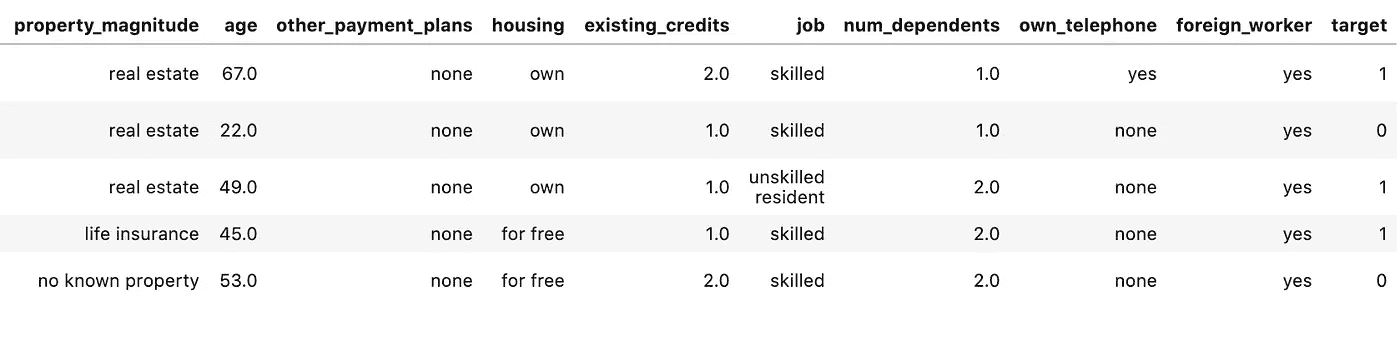 property_magnitude age other_payment_plans housing existing_credits job num_dependents own_telephone foreign_worker target
real estate 67.0 none own 2.0 skilled 1.0 yes yes 1
real estate 22.0 none own 1.0 skilled 1.0 none yes 0
real estate 49.0 none own 1.0 unskilled resident 2.0 none yes 1
life insurance 45.0 none for free 1.0 skilled 2.0 none yes 1
no known property 53.0 none for free 2.0 skilled 2.0 none yes 0